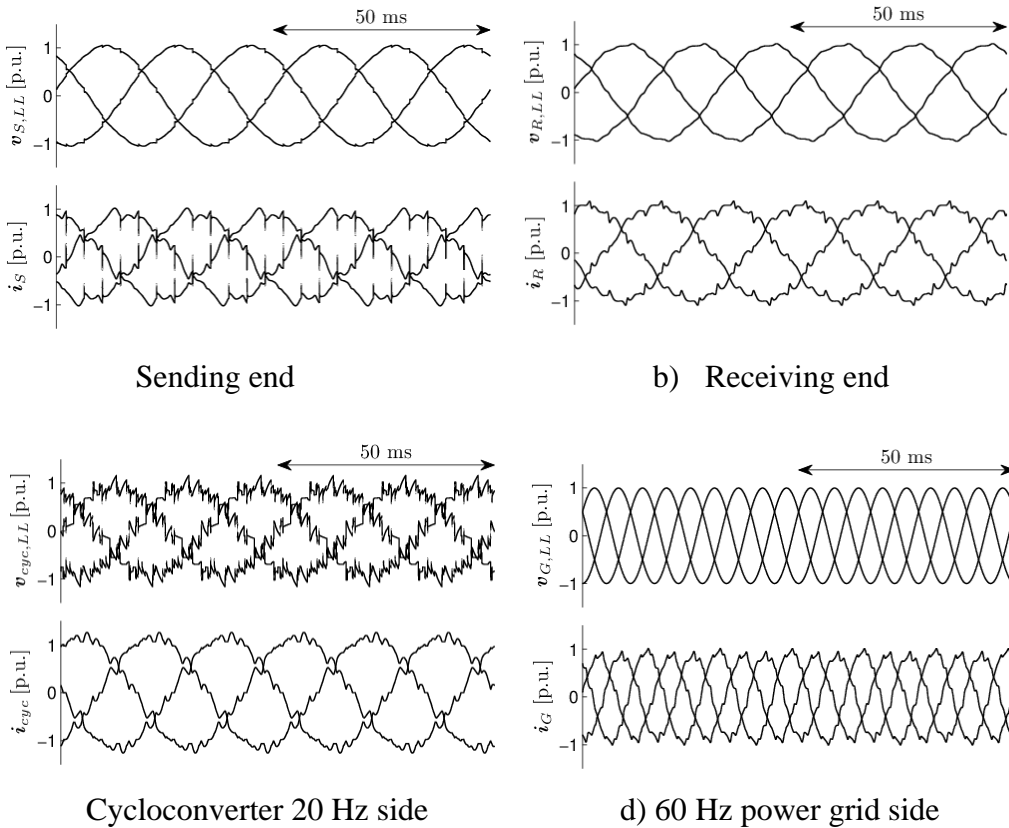 50 ms
v_{S,LL} [p.u.]
1
0
−1
i_S [p.u.]
1
0
−1
Sending end
50 ms
v_{R,LL} [p.u.]
1
0
−1
i_R [p.u.]
1
0
−1
b) Receiving end
50 ms
v_{cyc,LL} [p.u.]
1
0
−1
i_{cyc} [p.u.]
1
0
−1
Cycloconverter 20 Hz side
50 ms
v_{G,LL} [p.u.]
1
0
−1
i_G [p.u.]
1
0
−1
d) 60 Hz power grid side